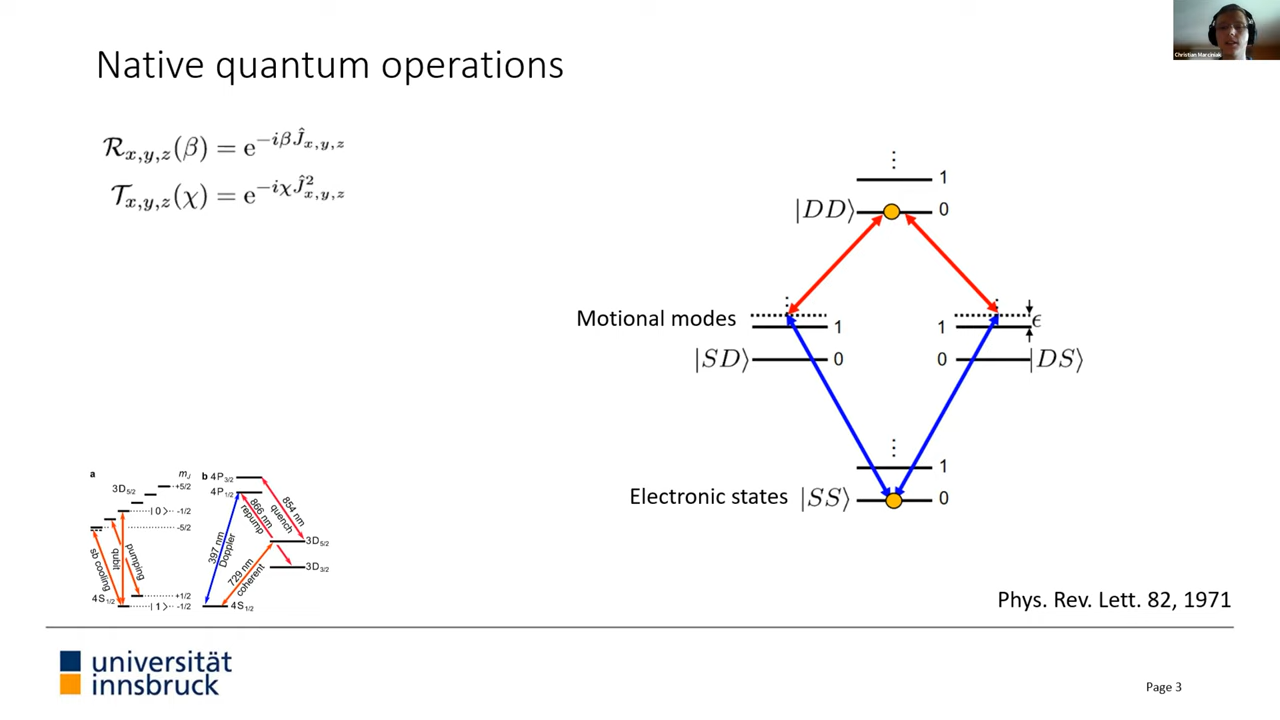 Native quantum operations
Christian Marciniak
ℛx,y,z(β) = e^−iβĴx,y,z
𝒯x,y,z(χ) = e^−iχĴ²x,y,z
⋮
1
|DD⟩ 0
Motional modes
⋮ ⋮
1 1 ϵ
|SD⟩ 0 0 |DS⟩
⋮
1
Electronic states |SS⟩ 0
a mJ
3D5/2 +5/2
|0⟩ -1/2
-5/2
sb cooling
qubit
pumping
4S1/2 +1/2
|1⟩ -1/2
b 4P3/2
4P1/2
854 nm
quench
866 nm
repump
397 nm
Doppler
3D5/2
3D3/2
729 nm
coherent
4S1/2
Phys. Rev. Lett. 82, 1971
universität
innsbruck
Page 3